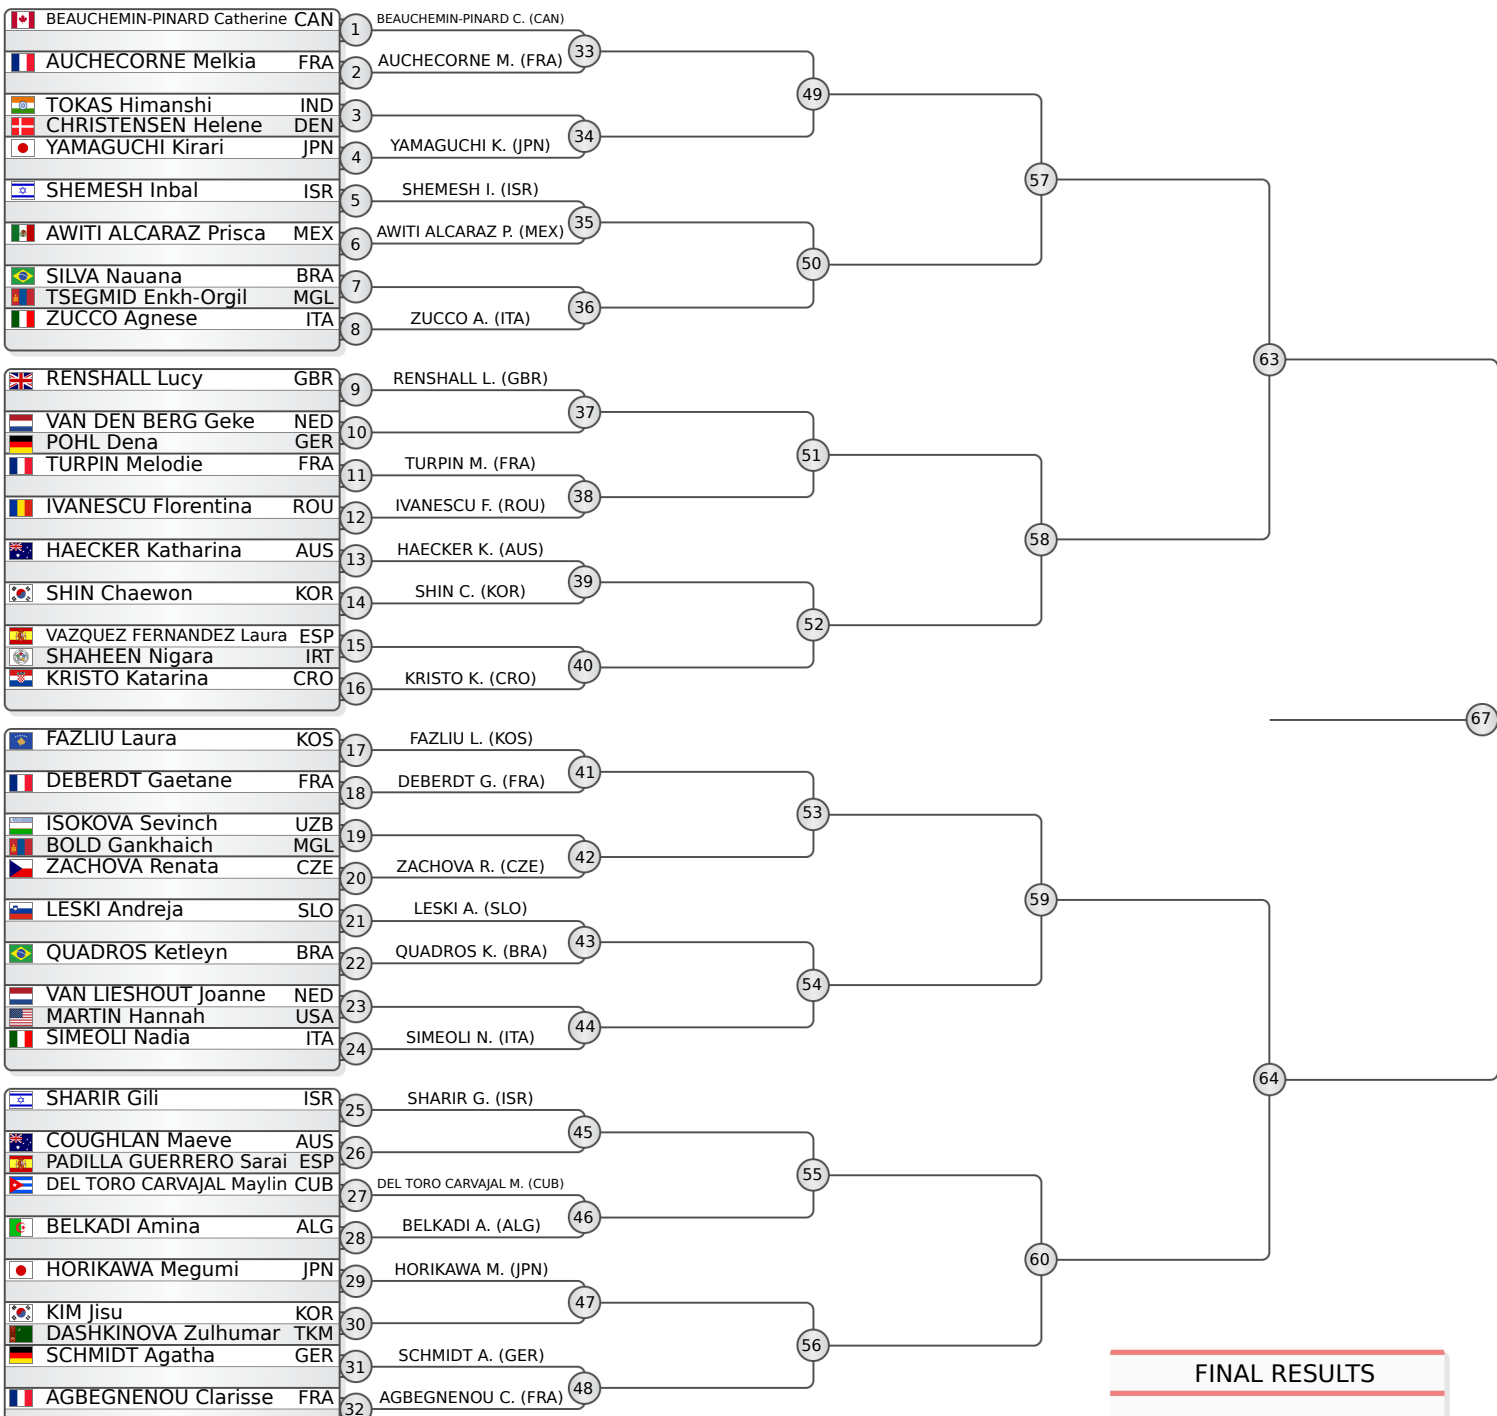 BEAUCHEMIN-PINARD Catherine CAN
1
BEAUCHEMIN-PINARD C. (CAN)
33
AUCHECORNE Melkia FRA
2
AUCHECORNE M. (FRA)
49
TOKAS Himanshi IND
3
CHRISTENSEN Helene DEN
34
YAMAGUCHI Kirari JPN
4
YAMAGUCHI K. (JPN)
57
SHEMESH Inbal ISR
5
SHEMESH I. (ISR)
35
AWITI ALCARAZ Prisca MEX
6
AWITI ALCARAZ P. (MEX)
50
SILVA Nauana BRA
7
TSEGMID Enkh-Orgil MGL
36
ZUCCO Agnese ITA
8
ZUCCO A. (ITA)
63
RENSHALL Lucy GBR
9
RENSHALL L. (GBR)
37
VAN DEN BERG Geke NED
10
POHL Dena GER
51
TURPIN Melodie FRA
11
TURPIN M. (FRA)
38
IVANESCU Florentina ROU
12
IVANESCU F. (ROU)
58
HAECKER Katharina AUS
13
HAECKER K. (AUS)
39
SHIN Chaewon KOR
14
SHIN C. (KOR)
52
VAZQUEZ FERNANDEZ Laura ESP
15
SHAHEEN Nigara IRT
40
KRISTO Katarina CRO
16
KRISTO K. (CRO)
67
FAZLIU Laura KOS
17
FAZLIU L. (KOS)
41
DEBERDT Gaetane FRA
18
DEBERDT G. (FRA)
53
ISOKOVA Sevinch UZB
19
BOLD Gankhaich MGL
42
ZACHOVA Renata CZE
20
ZACHOVA R. (CZE)
59
LESKI Andreja SLO
21
LESKI A. (SLO)
43
QUADROS Ketleyn BRA
22
QUADROS K. (BRA)
54
VAN LIESHOUT Joanne NED
23
MARTIN Hannah USA
44
SIMEOLI Nadia ITA
24
SIMEOLI N. (ITA)
64
SHARIR Gili ISR
25
SHARIR G. (ISR)
45
COUGHLAN Maeve AUS
26
PADILLA GUERRERO Sarai ESP
55
DEL TORO CARVAJAL Maylin CUB
27
DEL TORO CARVAJAL M. (CUB)
46
BELKADI Amina ALG
28
BELKADI A. (ALG)
60
HORIKAWA Megumi JPN
29
HORIKAWA M. (JPN)
47
KIM Jisu KOR
30
DASHKINOVA Zulhumar TKM
56
SCHMIDT Agatha GER
31
SCHMIDT A. (GER)
48
AGBEGNENOU Clarisse FRA
32
AGBEGNENOU C. (FRA)
FINAL RESULTS